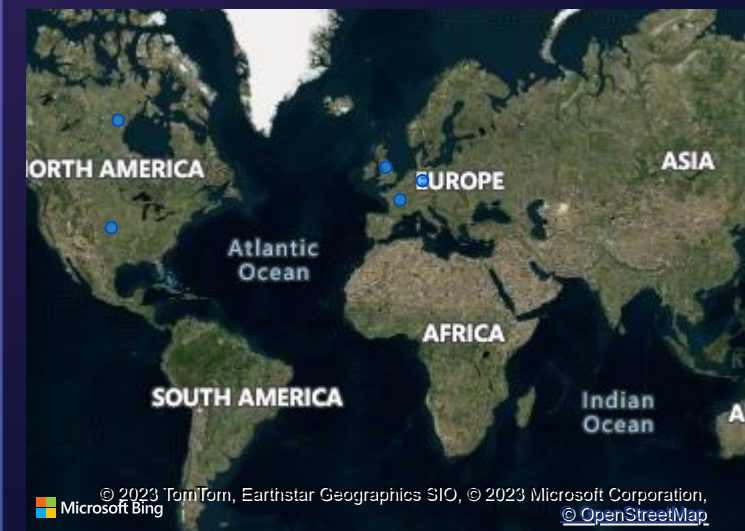 ASIA
ORTH AMERICA
EUROPE
Atlantic
Ocean
AFRICA
SOUTH AMERICA
Indian
Ocean
A
© 2023 TomTom, Earthstar Geographics SIO, © 2023 Microsoft Corporation,
Microsoft Bing
© OpenStreetMap